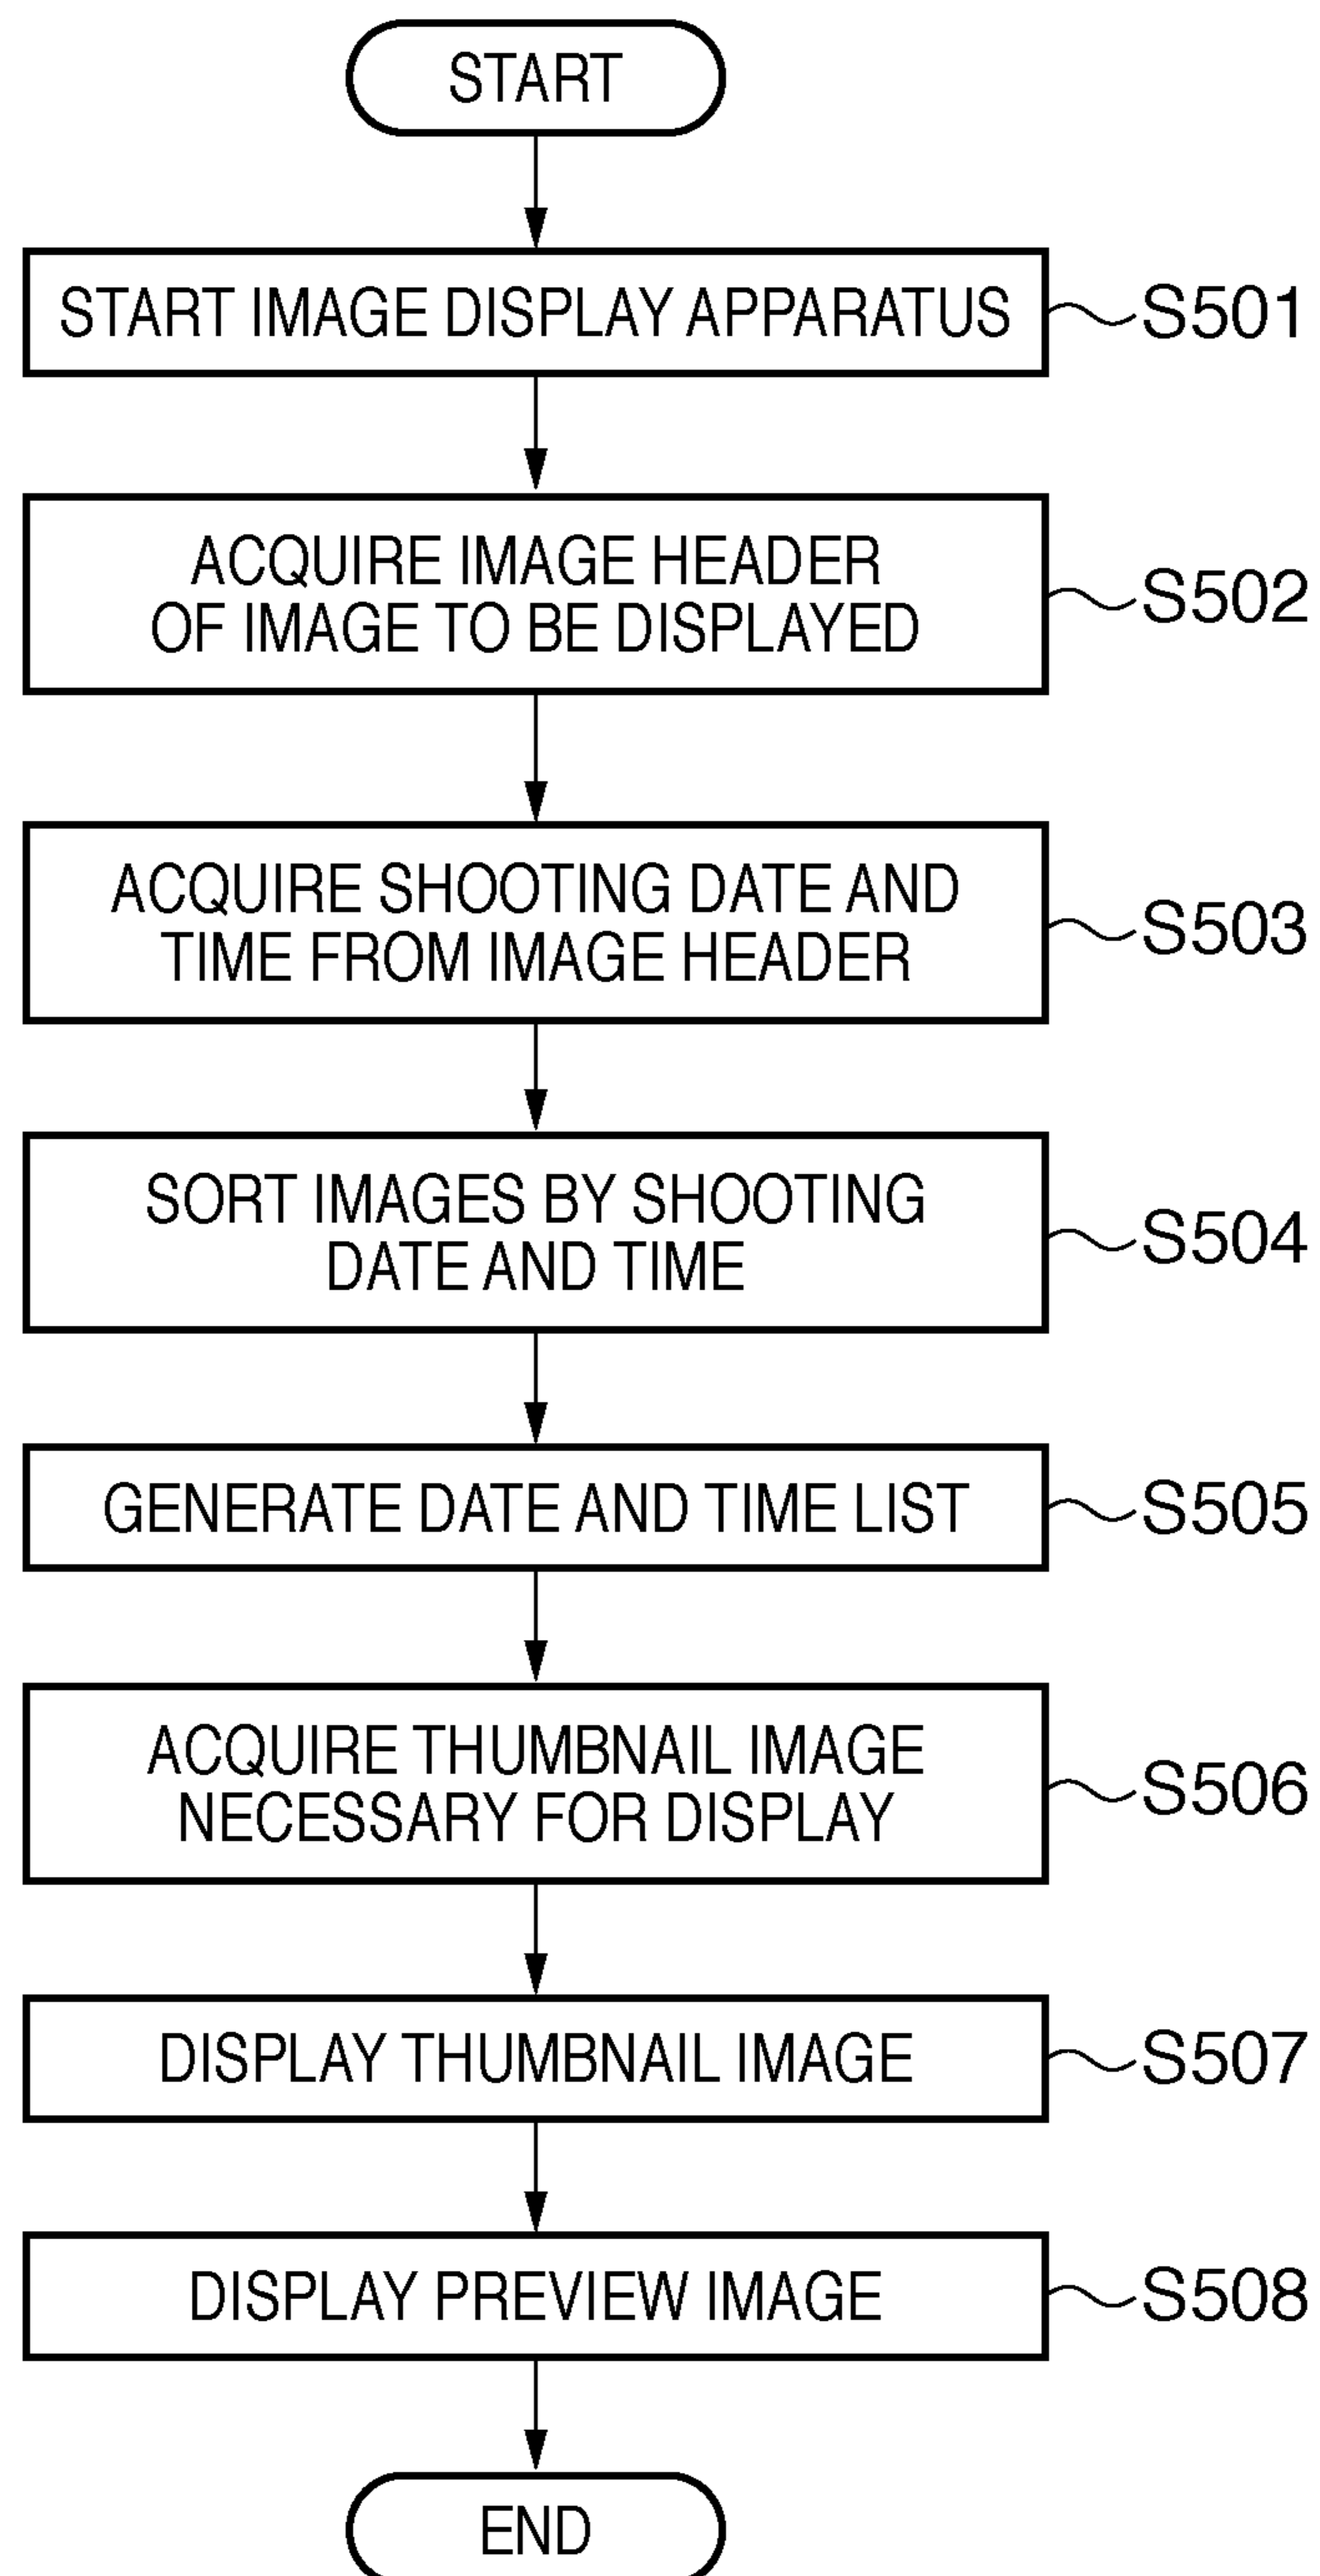 START
START IMAGE DISPLAY APPARATUS
S501
ACQUIRE IMAGE HEADER
OF IMAGE TO BE DISPLAYED
S502
ACQUIRE SHOOTING DATE AND
TIME FROM IMAGE HEADER
S503
SORT IMAGES BY SHOOTING
DATE AND TIME
S504
GENERATE DATE AND TIME LIST
S505
ACQUIRE THUMBNAIL IMAGE
NECESSARY FOR DISPLAY
S506
DISPLAY THUMBNAIL IMAGE
S507
DISPLAY PREVIEW IMAGE
S508
END